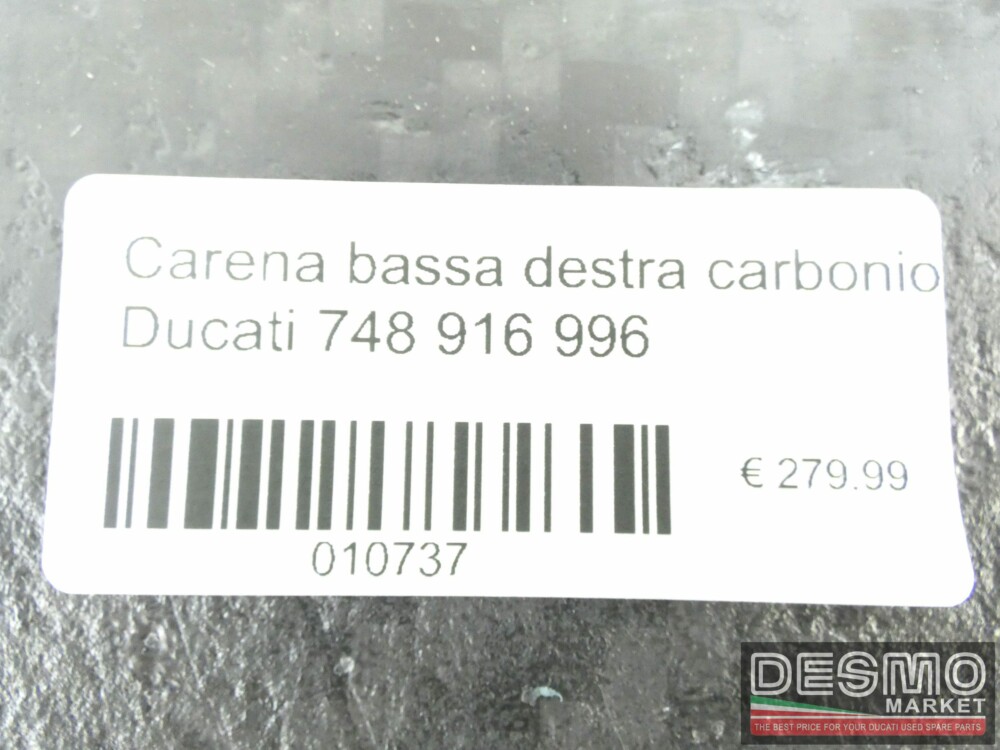 Carena bassa destra carbonio
Ducati 748 916 996
€ 279.99
010737
DESMO
MARKET
THE BEST PRICE FOR YOUR DUCATI USED SPARE PARTS